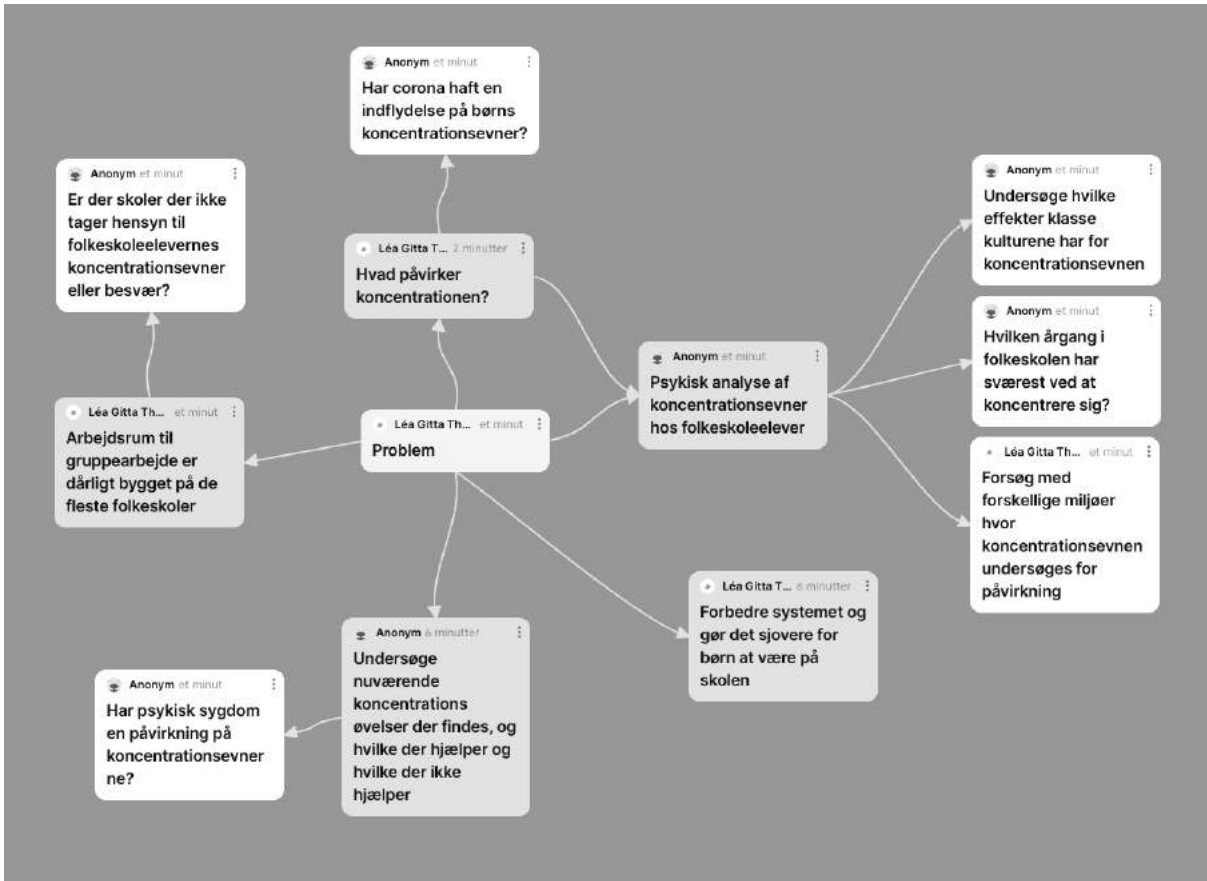 Anonym et minut
Har corona haft en
indflydelse på børns
koncentrationsevner?
Anonym et minut
Er der skoler der ikke
tager hensyn til
folkeskoleelevernes
koncentrationsevner
eller besvær?
Léa Gitta T... 2 minutter
Hvad påvirker
koncentrationen?
Anonym et minut
Undersøge hvilke
effekter klasse
kulturene har for
koncentrationsevnen
Anonym et minut
Hvilken årgang i
folkeskolen har
sværest ved at
koncentrere sig?
Anonym et minut
Psykisk analyse af
koncentrationsevner
hos folkeskoleelever
Léa Gitta Th... et minut
Arbejdsrum til
gruppearbejde er
dårligt bygget på de
fleste folkeskoler
Léa Gitta Th... et minut
Problem
Léa Gitta Th... et minut
Forsøg med
forskellige miljøer
hvor
koncentrationsevnen
undersøges for
påvirkning
Léa Gitta T... 6 minutter
Forbedre systemet og
gør det sjovere for
børn at være på
skolen
Anonym 6 minutter
Undersøge
nuværende
koncentrations
øvelser der findes, og
hvilke der hjælper og
hvilke der ikke
hjælper
Anonym et minut
Har psykisk sygdom
en påvirkning på
koncentrationsevner
ne?